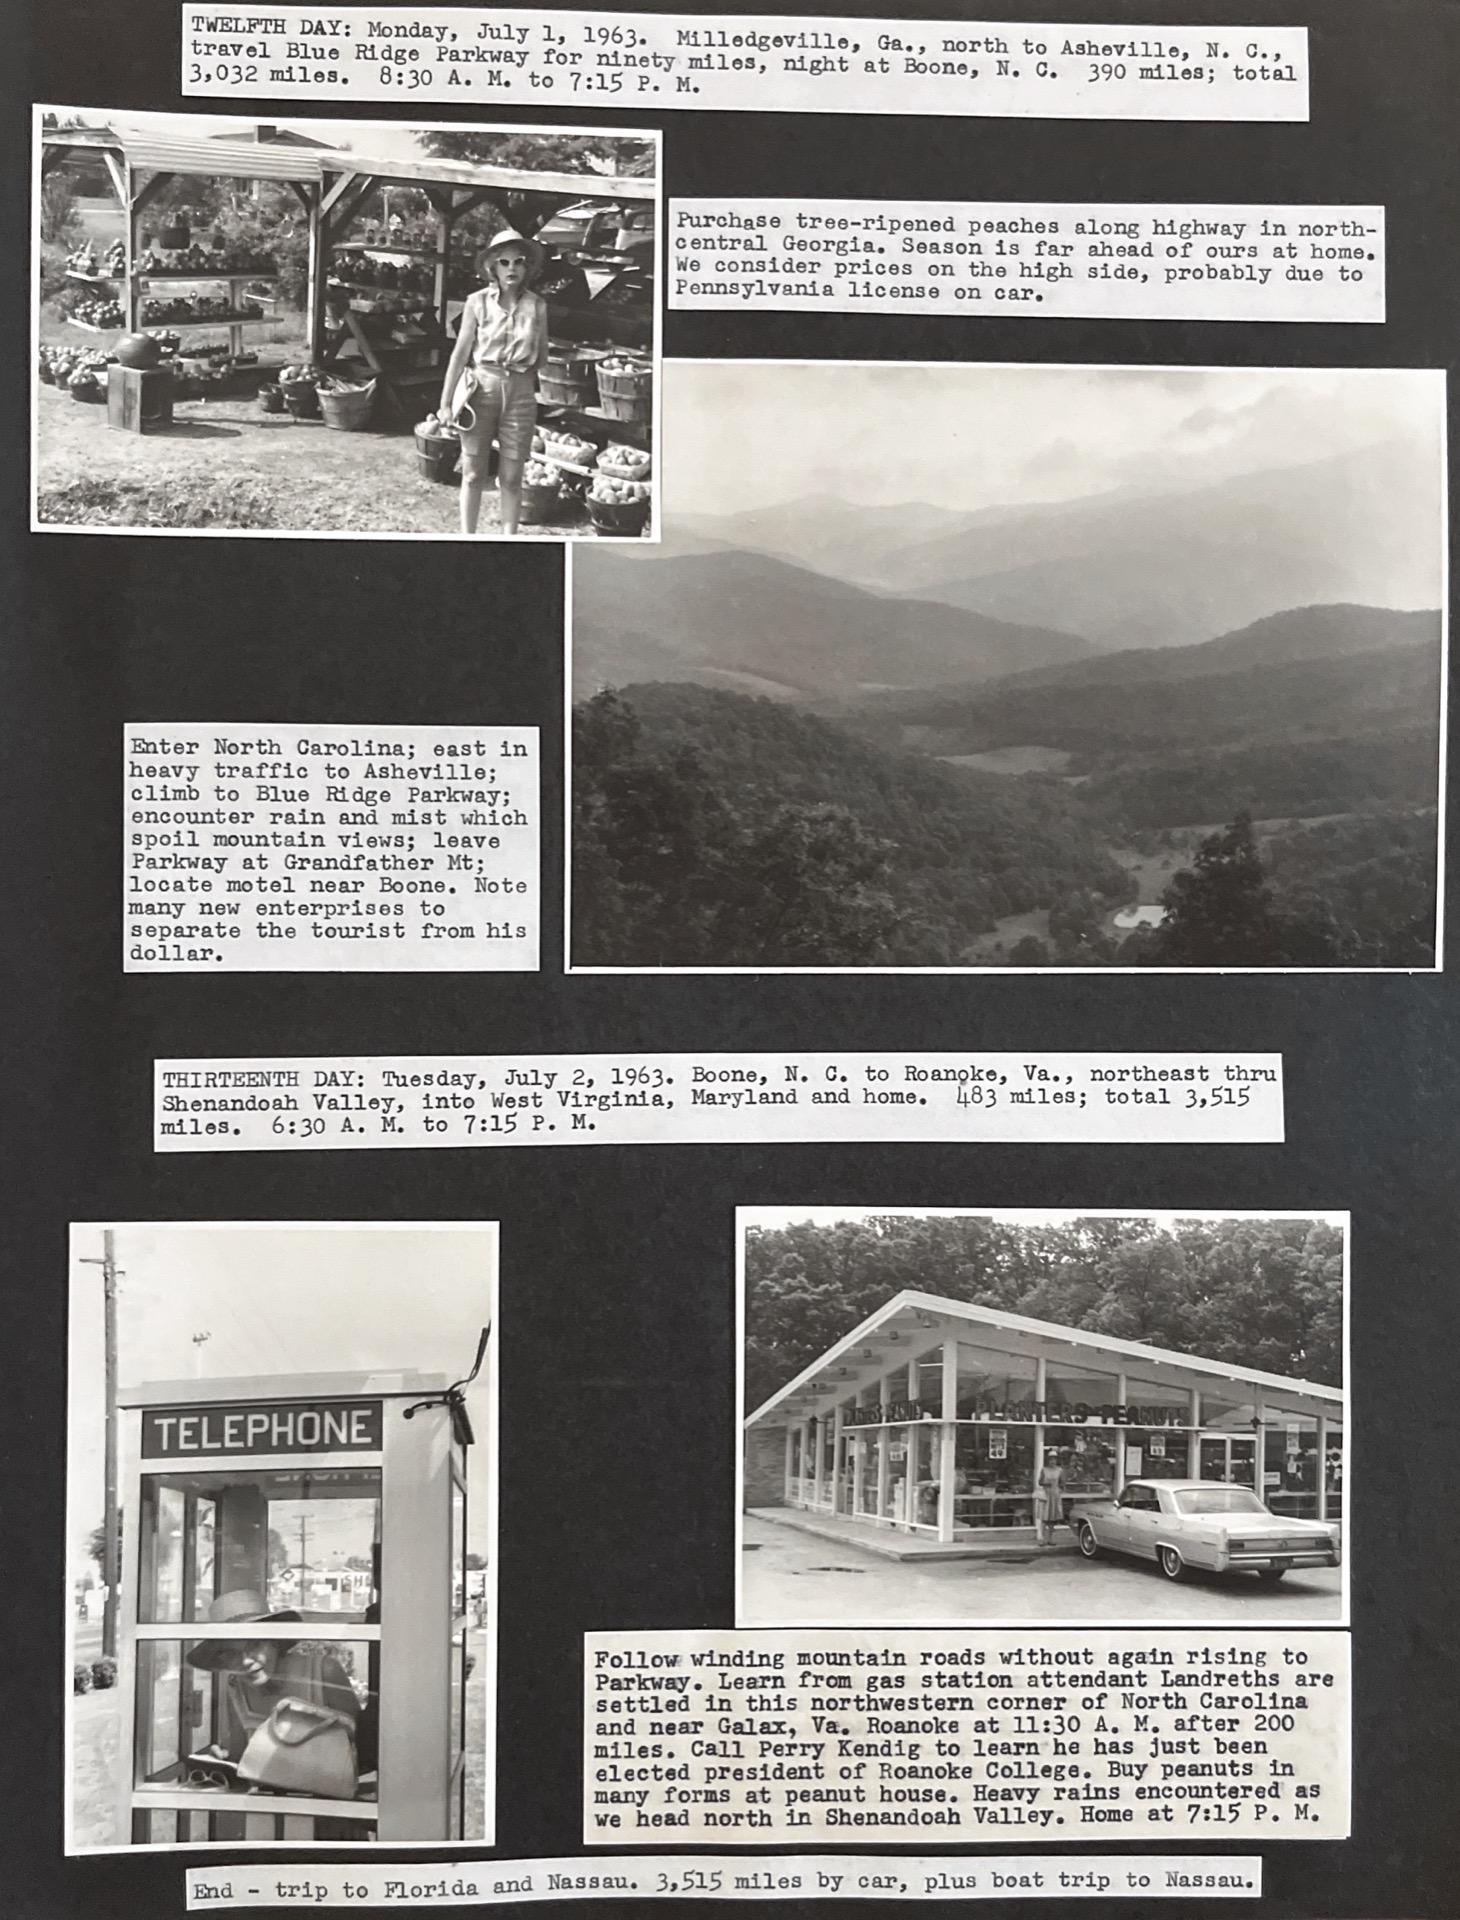 TWELFTH DAY: Monday, July 1, 1963. Milledgeville, Ga., north to Asheville, N. C.,
travel Blue Ridge Parkway for ninety miles, night at Boone, N. C. 390 miles; total
3,032 miles. 8:30 A. M. to 7:15 P. M.
Purchase tree-ripened peaches along highway in north-
central Georgia. Season is far ahead of ours at home.
We consider prices on the high side, probably due to
Pennsylvania license on car.
Enter North Carolina; east in
heavy traffic to Asheville;
climb to Blue Ridge Parkway;
encounter rain and mist which
spoil mountain views; leave
Parkway at Grandfather Mt;
locate motel near Boone. Note
many new enterprises to
separate the tourist from his
dollar.
THIRTEENTH DAY: Tuesday, July 2, 1963. Boone, N. C. to Roanoke, Va., northeast thru
Shenandoah Valley, into West Virginia, Maryland and home. 483 miles; total 3,515
miles. 6:30 A. M. to 7:15 P. M.
TELEPHONE
PLANTERS PEANUTS
Follow winding mountain roads without again rising to
Parkway. Learn from gas station attendant Landreths are
settled in this northwestern corner of North Carolina
and near Galax, Va. Roanoke at 11:30 A. M. after 200
miles. Call Perry Kendig to learn he has just been
elected president of Roanoke College. Buy peanuts in
many forms at peanut house. Heavy rains encountered as
we head north in Shenandoah Valley. Home at 7:15 P. M.
End - trip to Florida and Nassau. 3,515 miles by car, plus boat trip to Nassau.